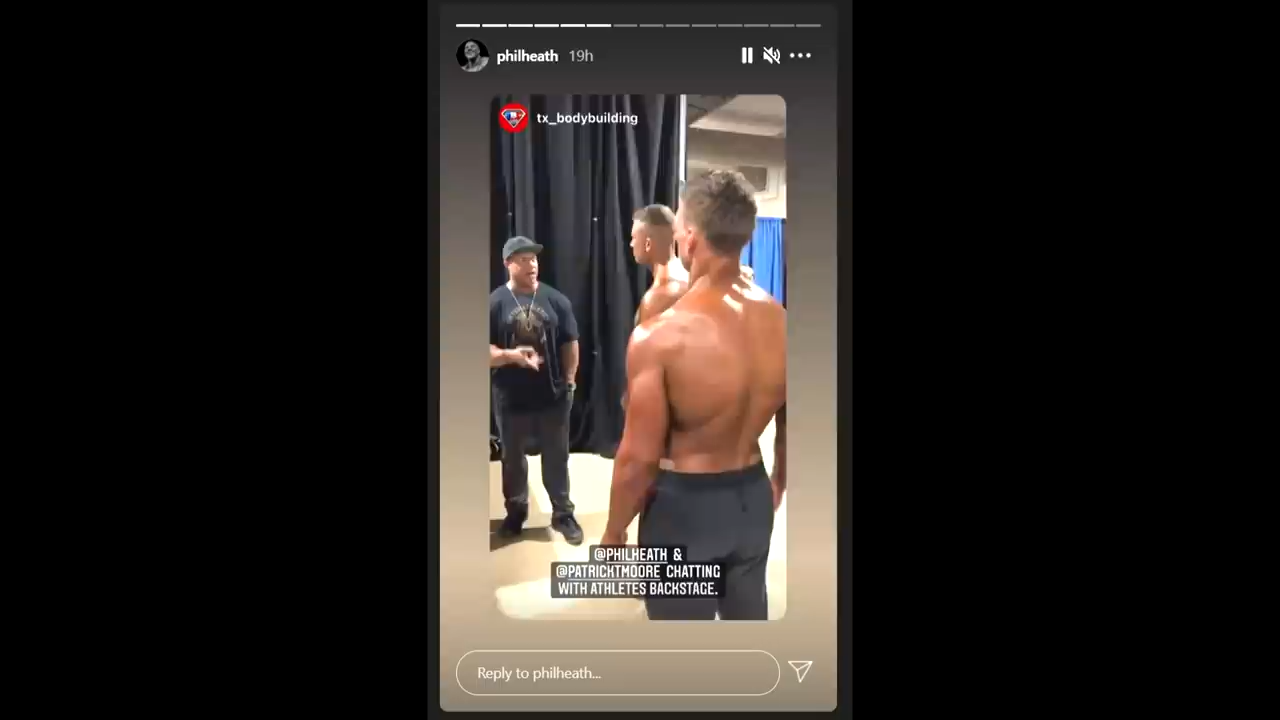 philheath 19h
tx_bodybuilding
@PHILHEATH &
@PATRICKTMOORE CHATTING
WITH ATHLETES BACKSTAGE.
Reply to philheath...